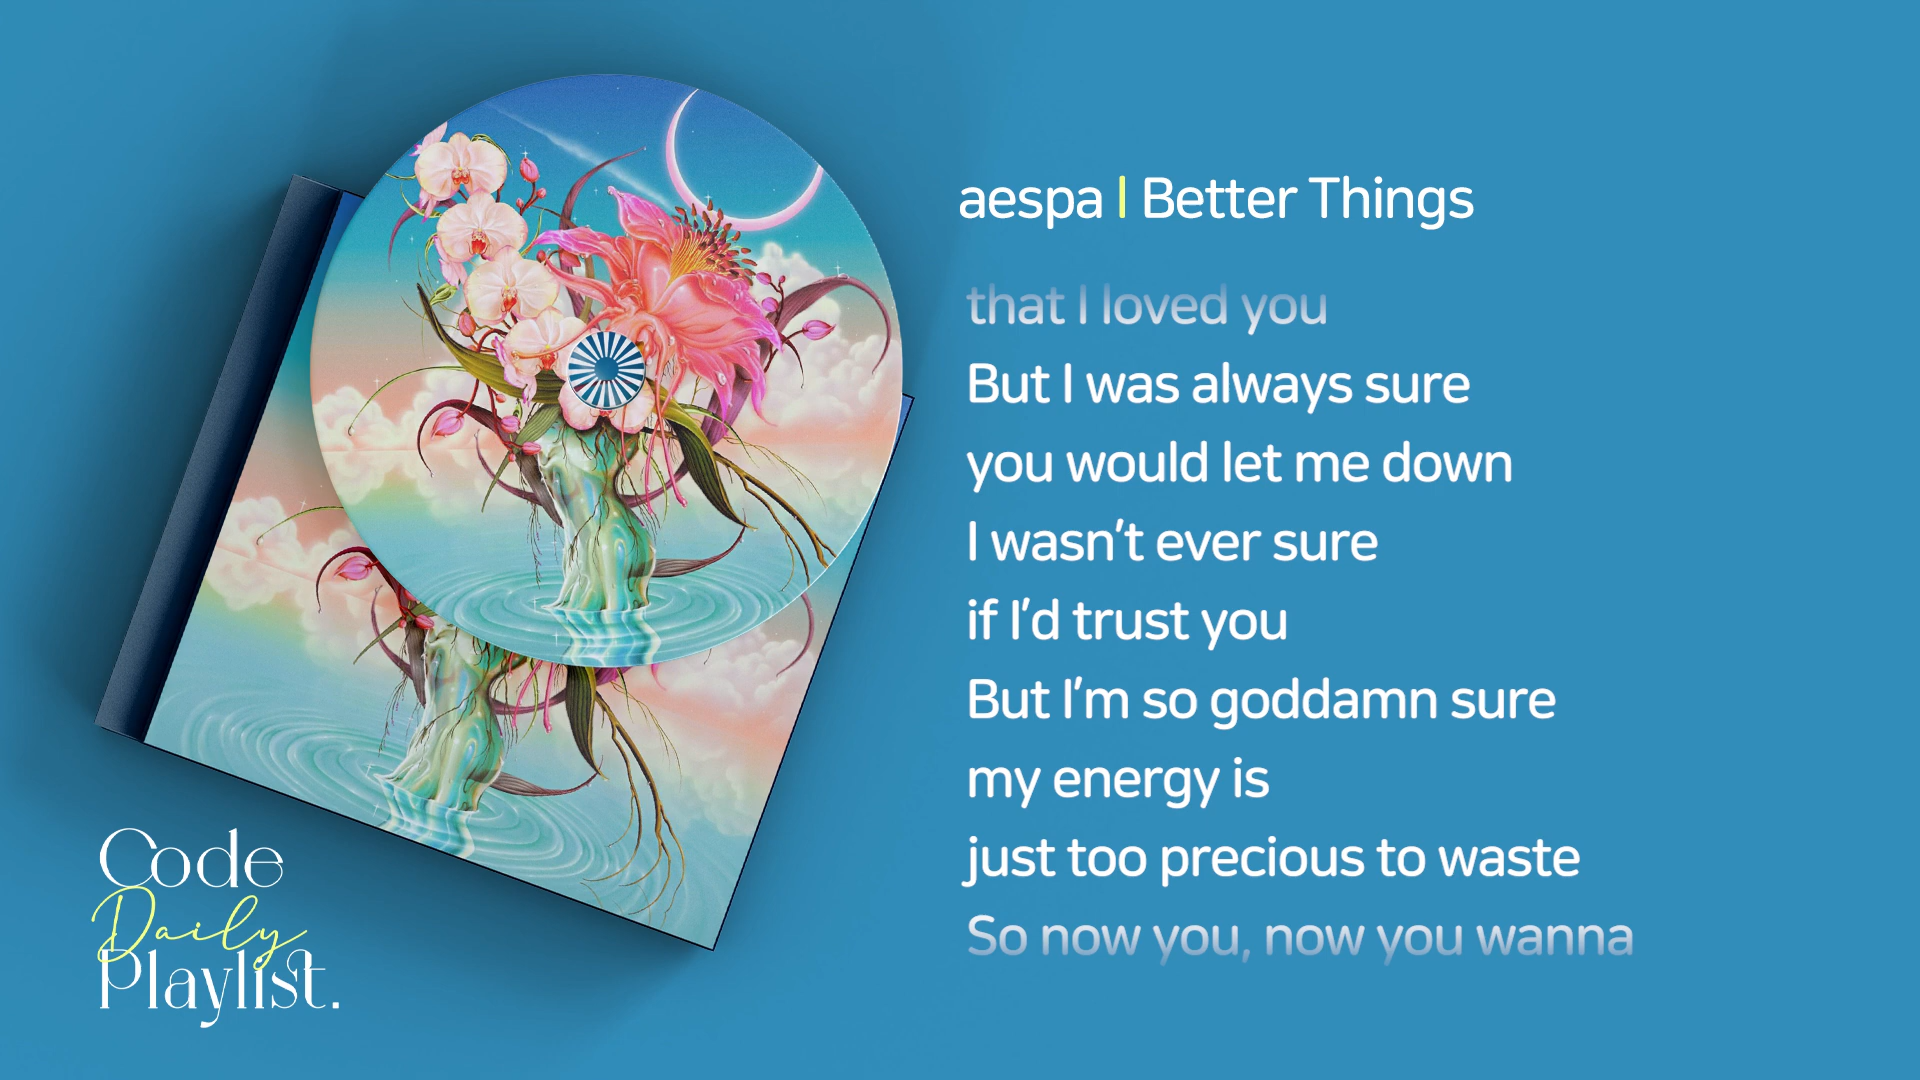 aespa | Better Things
that I loved you
But I was always sure
you would let me down
I wasn't ever sure
if I'd trust you
But I'm so goddamn sure
my energy is
just too precious to waste
So now you, now you wanna
Code
Daily
Playlist.